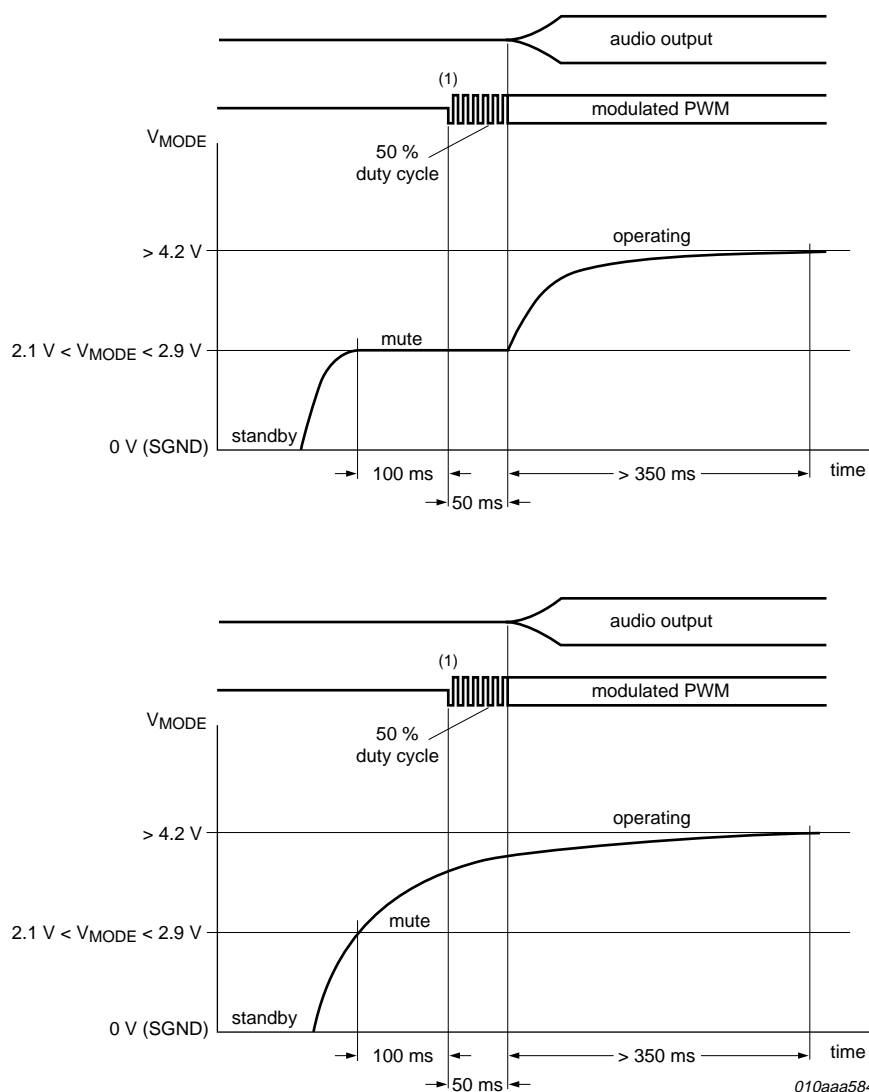 audio output
(1)
modulated PWM
VMODE
50 %
duty cycle
> 4.2 V
operating
2.1 V < VMODE < 2.9 V
mute
0 V (SGND)
standby
100 ms
> 350 ms
time
50 ms
audio output
(1)
modulated PWM
VMODE
50 %
duty cycle
> 4.2 V
operating
2.1 V < VMODE < 2.9 V
mute
0 V (SGND)
standby
100 ms
> 350 ms
time
50 ms
010aaa584